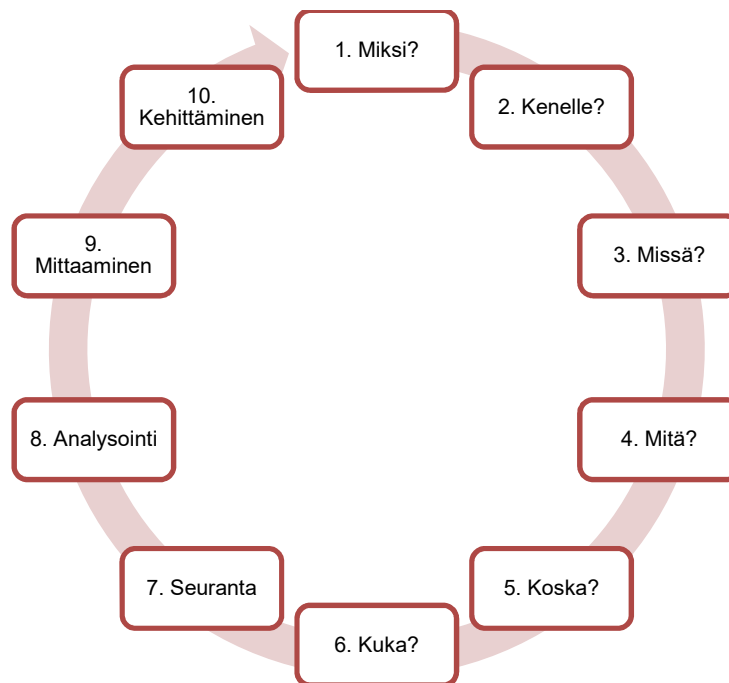 1. Miksi?
2. Kenelle?
3. Missä?
4. Mitä?
5. Koska?
6. Kuka?
7. Seuranta
8. Analysointi
9.
Mittaaminen
10.
Kehittäminen